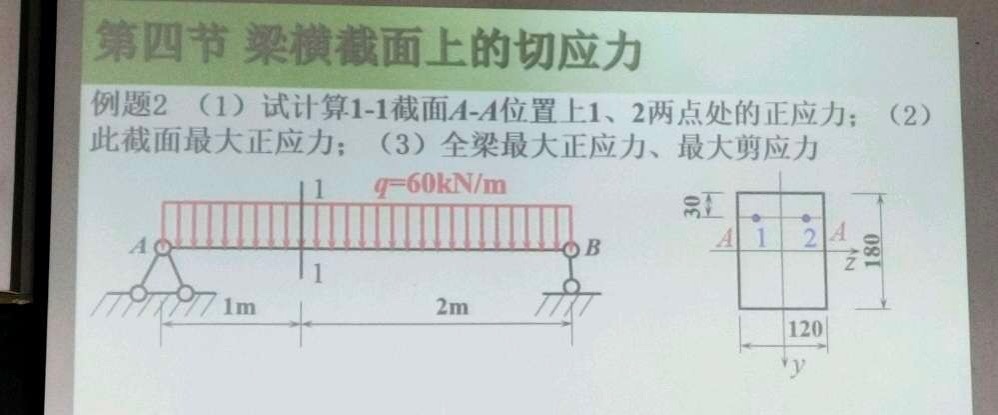 第四节 梁横截面上的切应力
例题2 （1）试计算1-1截面A-A位置上1、2两点处的正应力；（2）
此截面最大正应力；（3）全梁最大正应力、最大剪应力
1
q=60kN/m
30
A
B
A
1
2
A
z
180
1
1m
2m
120
y